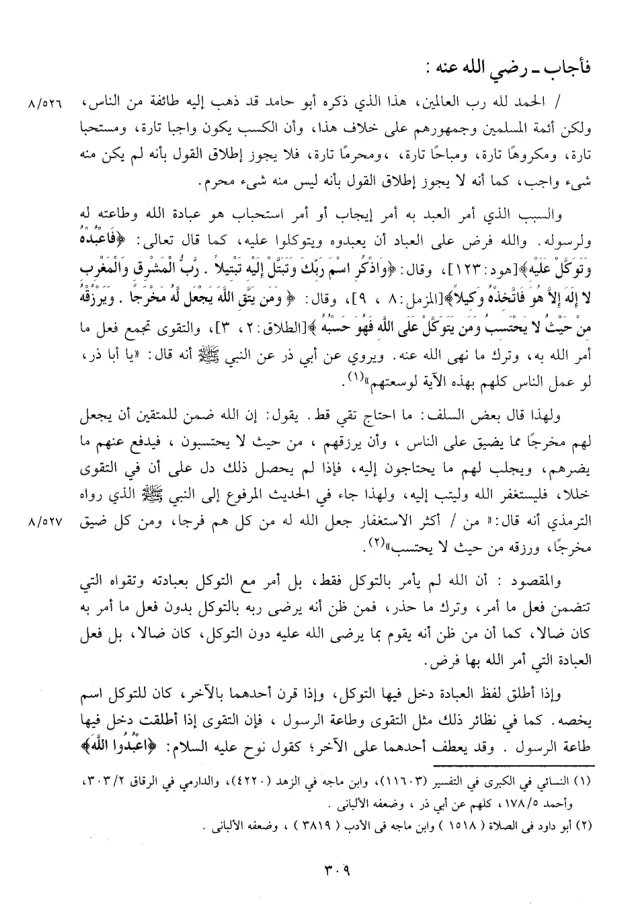 فأجاب ـ رضي الله عنه :
/ الحمد لله رب العالمين، هذا الذي ذكره أبو حامد قد ذهب إليه طائفة من الناس، ٨/٥٢٦
ولكن أئمة المسلمين وجمهورهم على خلاف هذا، وأن الكسب يكون واجبا تارة، ومستحبا
تارة، ومكروها تارة، ومباحًا تارة، ،ومحرمًا تارة، فلا يجوز إطلاق القول بأنه لم يكن منه
شىء واجب، كما أنه لا يجوز إطلاق القول بأنه ليس منه شىء محرم.
والسبب الذي أمر العبد به أمر إيجاب أو أمر استحباب هو عبادة الله وطاعته له
ولرسوله. والله فرض على العباد أن يعبدوه ويتوكلوا عليه، كما قال تعالى: ﴿فَاعْبُدْهُ
وَتَوَكَّلْ عَلَيْهِ﴾[هود:١٢٣]، وقال:﴿وَاذْكُرِ اسْمَ رَبِّكَ وَتَبَتَّلْ إِلَيْهِ تَبْتِيلاً . رَبُّ الْمَشْرِقِ وَالْمَغْرِبِ
لا إِلَهَ إِلاَّ هُوَ فَاتَّخِذْهُ وَكِيلاً﴾[المزمل:٨ ، ٩]، وقال: ﴿ وَمَن يَتَّقِ اللَّهَ يَجْعَل لَّهُ مَخْرَجًا . وَيَرْزُقْهُ
مِنْ حَيْثُ لا يَحْتَسِبُ وَمَن يَتَوَكَّلْ عَلَى اللَّهِ فَهُوَ حَسْبُهُ ﴾[الطلاق:٢، ٣]، والتقوى تجمع فعل ما
أمر الله به، وترك ما نهى الله عنه. ويروي عن أبي ذر عن النبي ﷺ أنه قال: «يا أبا ذر،
لو عمل الناس كلهم بهذه الآية لوسعتهم»(١).
ولهذا قال بعض السلف: ما احتاج تقي قط. يقول: إن الله ضمن للمتقين أن يجعل
لهم مخرجًا مما يضيق على الناس ، وأن يرزقهم ، من حيث لا يحتسبون ، فيدفع عنهم ما
يضرهم، ويجلب لهم ما يحتاجون إليه، فإذا لم يحصل ذلك دل على أن في التقوى
خللا، فليستغفر الله وليتب إليه، ولهذا جاء في الحديث المرفوع إلى النبي ﷺ الذي رواه
الترمذي أنه قال:« من / أكثر الاستغفار جعل الله له من كل هم فرجا، ومن كل ضيق ٨/٥٢٧
مخرجًا، ورزقه من حيث لا يحتسب»(٢).
والمقصود : أن الله لم يأمر بالتوكل فقط، بل أمر مع التوكل بعبادته وتقواه التي
تتضمن فعل ما أمر، وترك ما حذر، فمن ظن أنه يرضى ربه بالتوكل بدون فعل ما أمر به
كان ضالا، كما أن من ظن أنه يقوم بما يرضى الله عليه دون التوكل، كان ضالا، بل فعل
العبادة التي أمر الله بها فرض.
وإذا أطلق لفظ العبادة دخل فيها التوكل، وإذا قرن أحدهما بالآخر، كان للتوكل اسم
يخصه. كما في نظائر ذلك مثل التقوى وطاعة الرسول ، فإن التقوى إذا أطلقت دخل فيها
طاعة الرسول . وقد يعطف أحدهما على الآخر؛ كقول نوح عليه السلام: ﴿اعْبُدُوا اللَّهَ﴾
(١) النسائي في الكبرى في التفسير (١١٦٠٣)، وابن ماجه في الزهد (٤٢٢٠)، والدارمي في الرقاق ٣٠٣/٢،
وأحمد ١٧٨/٥، كلهم عن أبي ذر ، وضعفه الألبانى .
(٢) أبو داود فى الصلاة ( ١٥١٨ ) وابن ماجه فى الأدب ( ٣٨١٩ ) ، وضعفه الألبانى .
٣٠٩